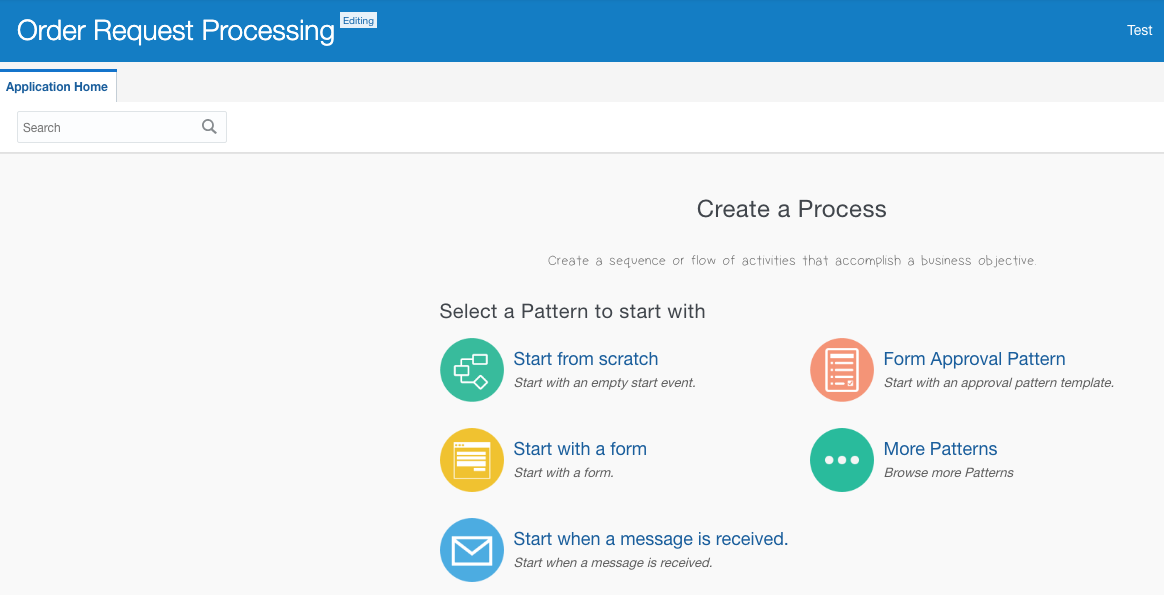 Order Request Processing Editing
Test
Application Home
Search
Create a Process
Create a sequence or flow of activities that accomplish a business objective.
Select a Pattern to start with
Start from scratch
Start with an empty start event.
Form Approval Pattern
Start with an approval pattern template.
Start with a form
Start with a form.
More Patterns
Browse more Patterns
Start when a message is received.
Start when a message is received.